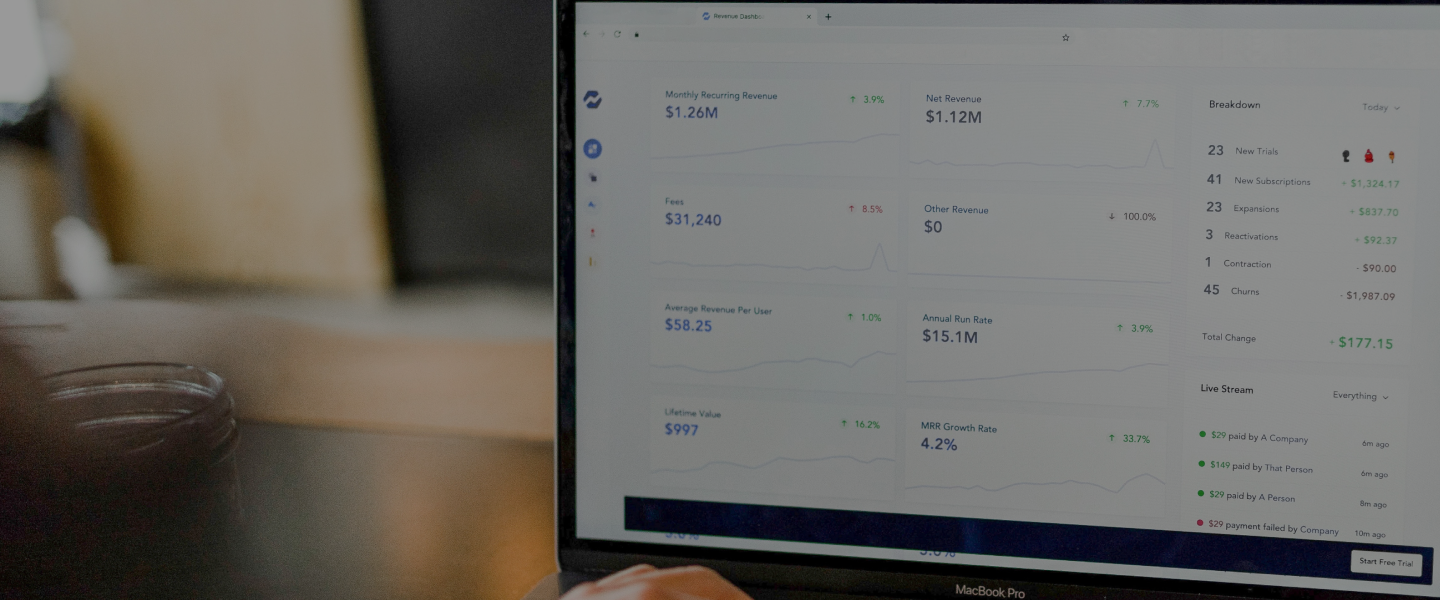 Revenue Dashb
Monthly Recurring Revenue
↑ 3.9%
$1.26M
Net Revenue
↑ 7.7%
$1.12M
Fees
↑ 8.5%
$31,240
Other Revenue
↓ 100.0%
$0
Average Revenue Per User
↑ 1.0%
$58.25
Annual Run Rate
↑ 3.9%
$15.1M
Lifetime Value
↑ 16.2%
$997
MRR Growth Rate
↑ 33.7%
4.2%
Breakdown Today
23 New Trials
41 New Subscriptions + $1,324.17
23 Expansions + $837.70
3 Reactivations + $92.37
1 Contraction - $90.00
45 Churns - $1,987.09
Total Change + $177.15
Live Stream Everything
$29 paid by A Company 6m ago
$149 paid by That Person 6m ago
$29 paid by A Person 8m ago
$29 payment failed by Company 10m ago
Start Free Trial
MacBook Pro